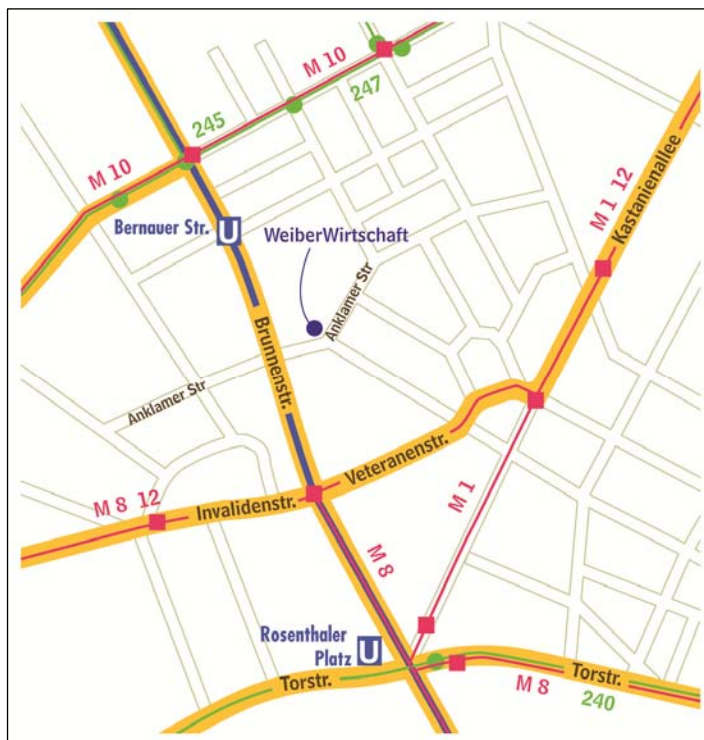 M 10
247
245
M 10
M 1 12
Kastanienallee
Bernauer Str.
U
WeiberWirtschaft
Anklamer Str
Brunnenstr.
Anklamer Str
Veteranenstr.
M 8 12
Invalidenstr.
M 1
M 8
Rosenthaler
Platz
U
Torstr.
Torstr.
M 8
240